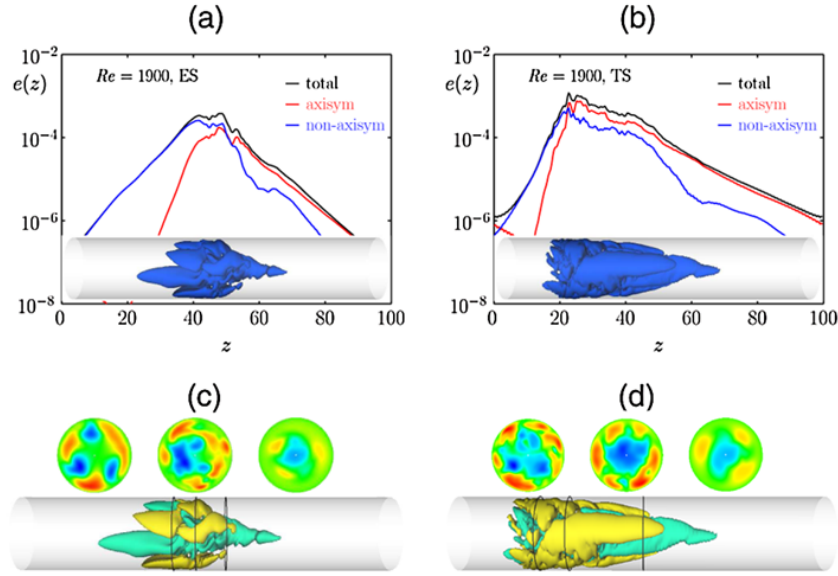 (a)
(b)
10^{-2}
e(z)
Re = 1900, ES
total
axisym
non-axisym
10^{-4}
10^{-6}
10^{-8}
0 20 40 60 80 100
z
10^{-2}
e(z)
Re = 1900, TS
total
axisym
non-axisym
10^{-4}
10^{-6}
10^{-8}
0 20 40 60 80 100
z
(c)
(d)